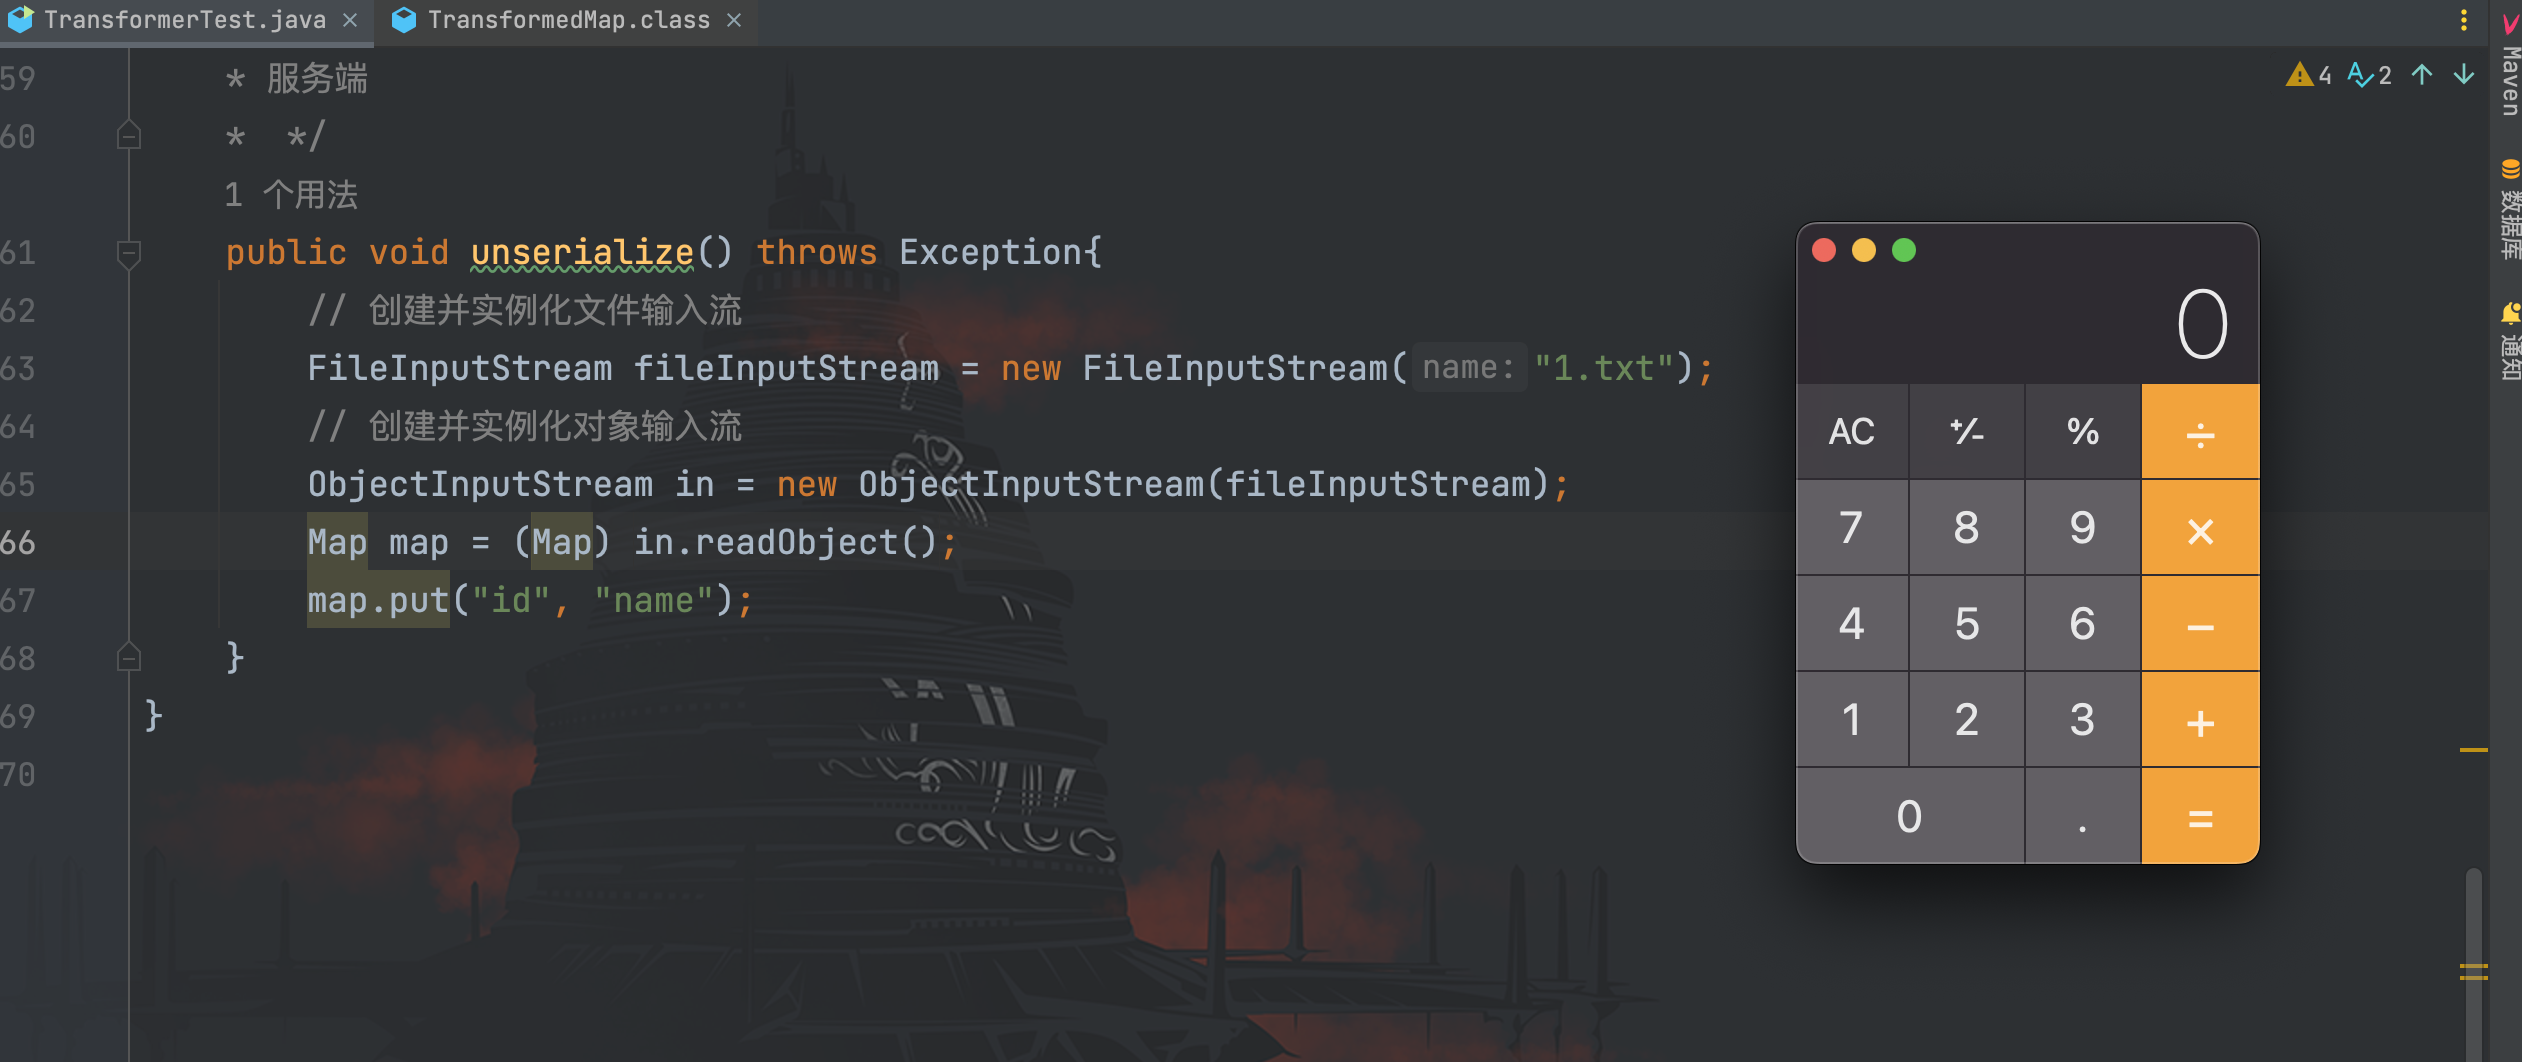 TransformerTest.java
TransformedMap.class
4 2
59 * 服务端
60 * */
1 个用法
61 public void unserialize() throws Exception{
62 // 创建并实例化文件输入流
63 FileInputStream fileInputStream = new FileInputStream( name: "1.txt");
64 // 创建并实例化对象输入流
65 ObjectInputStream in = new ObjectInputStream(fileInputStream);
66 Map map = (Map) in.readObject();
67 map.put("id", "name");
68 }
69 }
70
0
AC +/- % ÷
7 8 9 ×
4 5 6 −
1 2 3 +
0 . =
Maven
数据库
通知